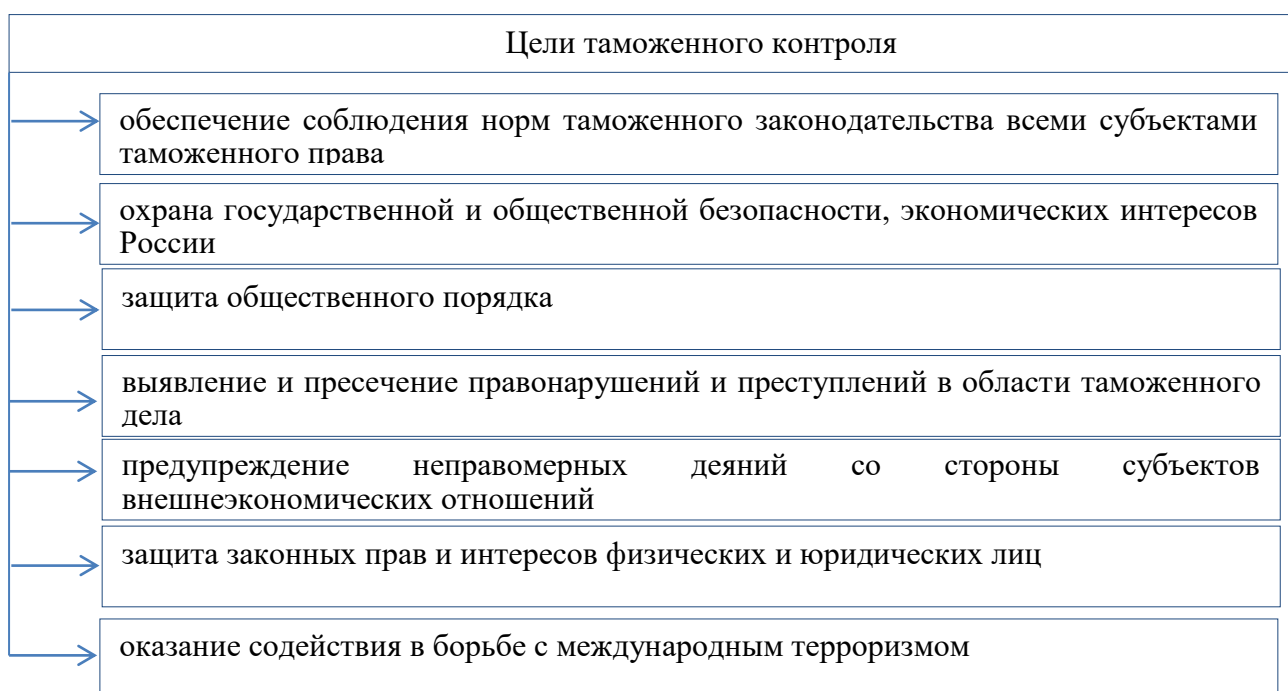 Цели таможенного контроля
обеспечение соблюдения норм таможенного законодательства всеми субъектами
таможенного права
охрана государственной и общественной безопасности, экономических интересов
России
защита общественного порядка
выявление и пресечение правонарушений и преступлений в области таможенного
дела
предупреждение неправомерных деяний со стороны субъектов
внешнеэкономических отношений
защита законных прав и интересов физических и юридических лиц
оказание содействия в борьбе с международным терроризмом